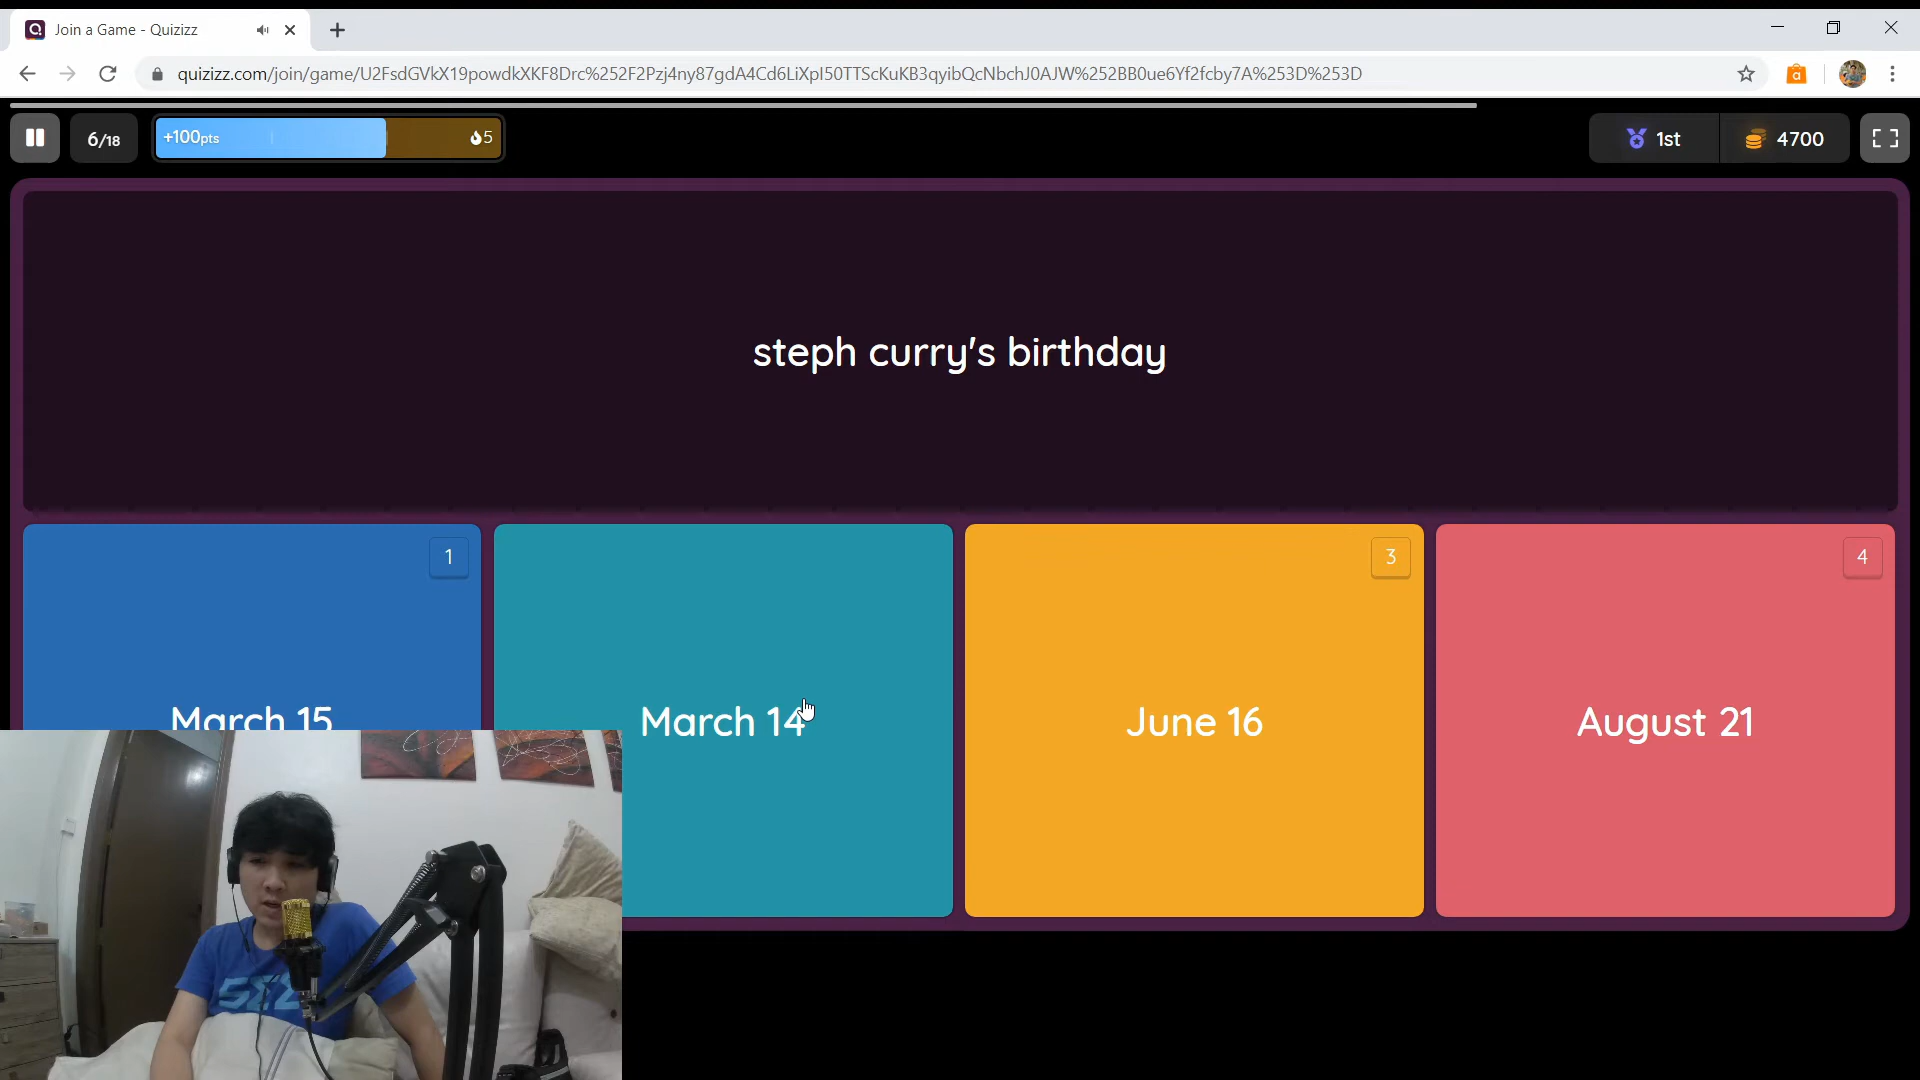 Join a Game - Quizizz
quizizz.com/join/game/U2FsdGVkX19powdkXKF8Drc%252F2Pzj4ny87gdA4Cd6LiXpI50TTScKuKB3qyibQcNbchJ0AJW%252BB0ue6Yf2fcby7A%253D%253D
6/18
+100pts
5
1st
4700
steph curry's birthday
1
3
4
March 15
March 14
June 16
August 21